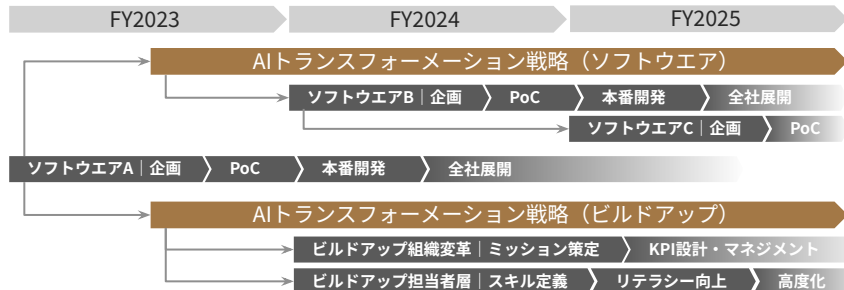 FY2023 FY2024 FY2025
AIトランスフォーメーション戦略（ソフトウエア）
ソフトウエアB｜企画 PoC 本番開発 全社展開
ソフトウエアC｜企画 PoC
ソフトウエアA｜企画 PoC 本番開発 全社展開
AIトランスフォーメーション戦略（ビルドアップ）
ビルドアップ組織変革｜ミッション策定 KPI設計・マネジメント
ビルドアップ担当者層｜スキル定義 リテラシー向上 高度化